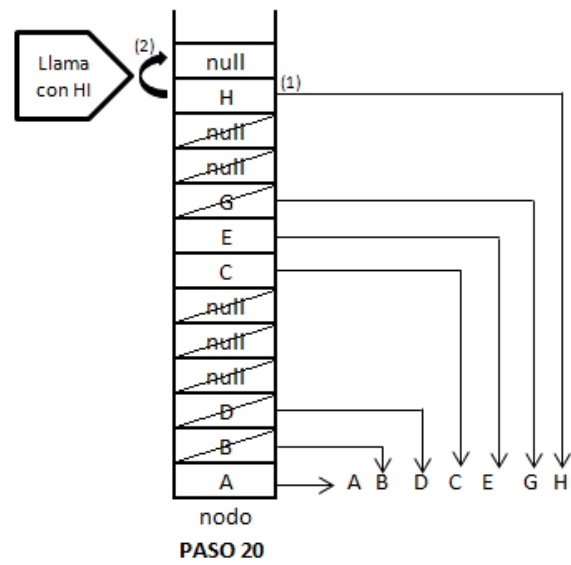 Llama
con HI
(2)
null
H
(1)
null
null
G
E
C
null
null
null
D
B
A
A B D C E G H
nodo
PASO 20